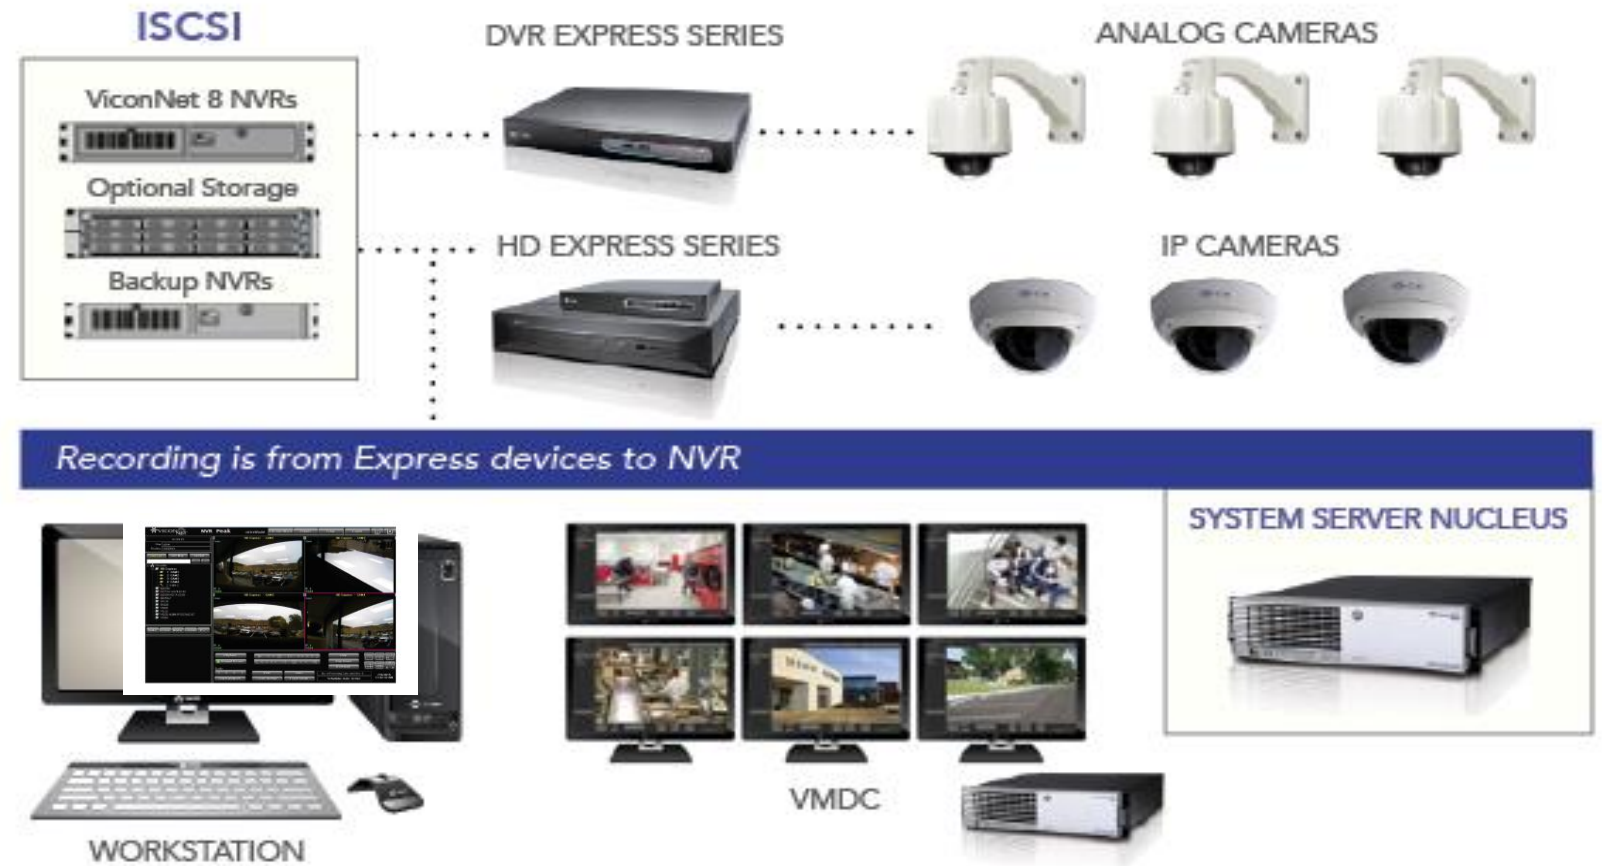 ISCSI
DVR EXPRESS SERIES
ANALOG CAMERAS
ViconNet 8 NVRs
Optional Storage
HD EXPRESS SERIES
IP CAMERAS
Backup NVRs
Recording is from Express devices to NVR
SYSTEM SERVER NUCLEUS
VMDC
WORKSTATION